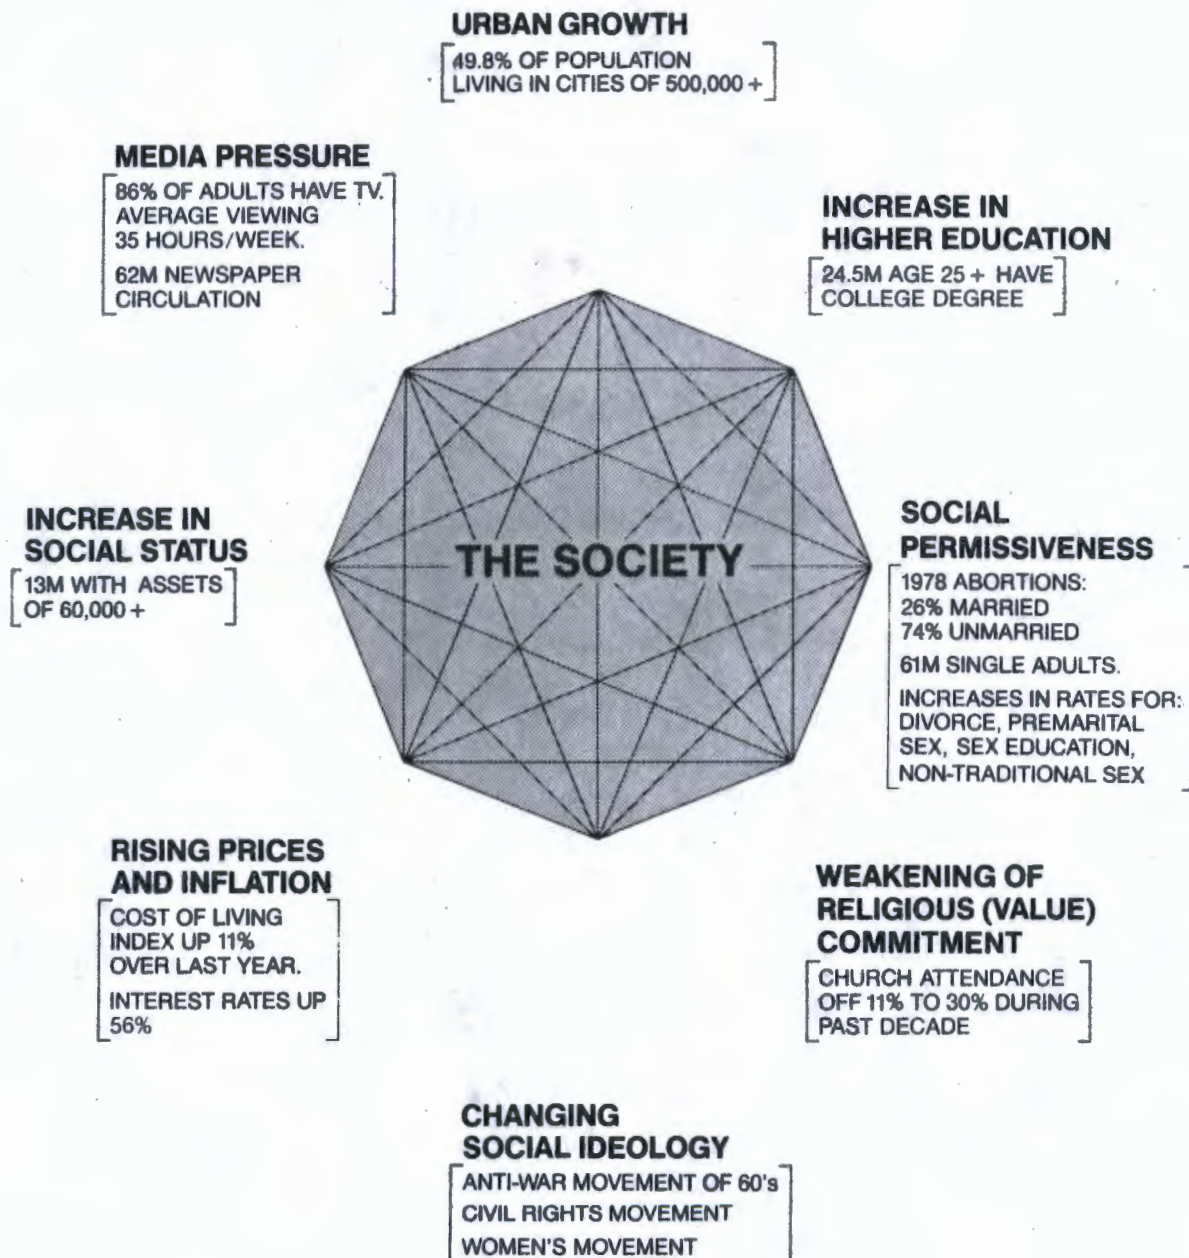 URBAN GROWTH
49.8% OF POPULATION
LIVING IN CITIES OF 500,000 +
MEDIA PRESSURE
86% OF ADULTS HAVE TV.
AVERAGE VIEWING
35 HOURS/WEEK.
62M NEWSPAPER
CIRCULATION
INCREASE IN
HIGHER EDUCATION
24.5M AGE 25 + HAVE
COLLEGE DEGREE
INCREASE IN
SOCIAL STATUS
13M WITH ASSETS
OF 60,000 +
THE SOCIETY
SOCIAL
PERMISSIVENESS
1978 ABORTIONS:
26% MARRIED
74% UNMARRIED
61M SINGLE ADULTS.
INCREASES IN RATES FOR:
DIVORCE, PREMARITAL
SEX, SEX EDUCATION,
NON-TRADITIONAL SEX
RISING PRICES
AND INFLATION
COST OF LIVING
INDEX UP 11%
OVER LAST YEAR.
INTEREST RATES UP
56%
WEAKENING OF
RELIGIOUS (VALUE)
COMMITMENT
CHURCH ATTENDANCE
OFF 11% TO 30% DURING
PAST DECADE
CHANGING
SOCIAL IDEOLOGY
ANTI-WAR MOVEMENT OF 60's
CIVIL RIGHTS MOVEMENT
WOMEN'S MOVEMENT